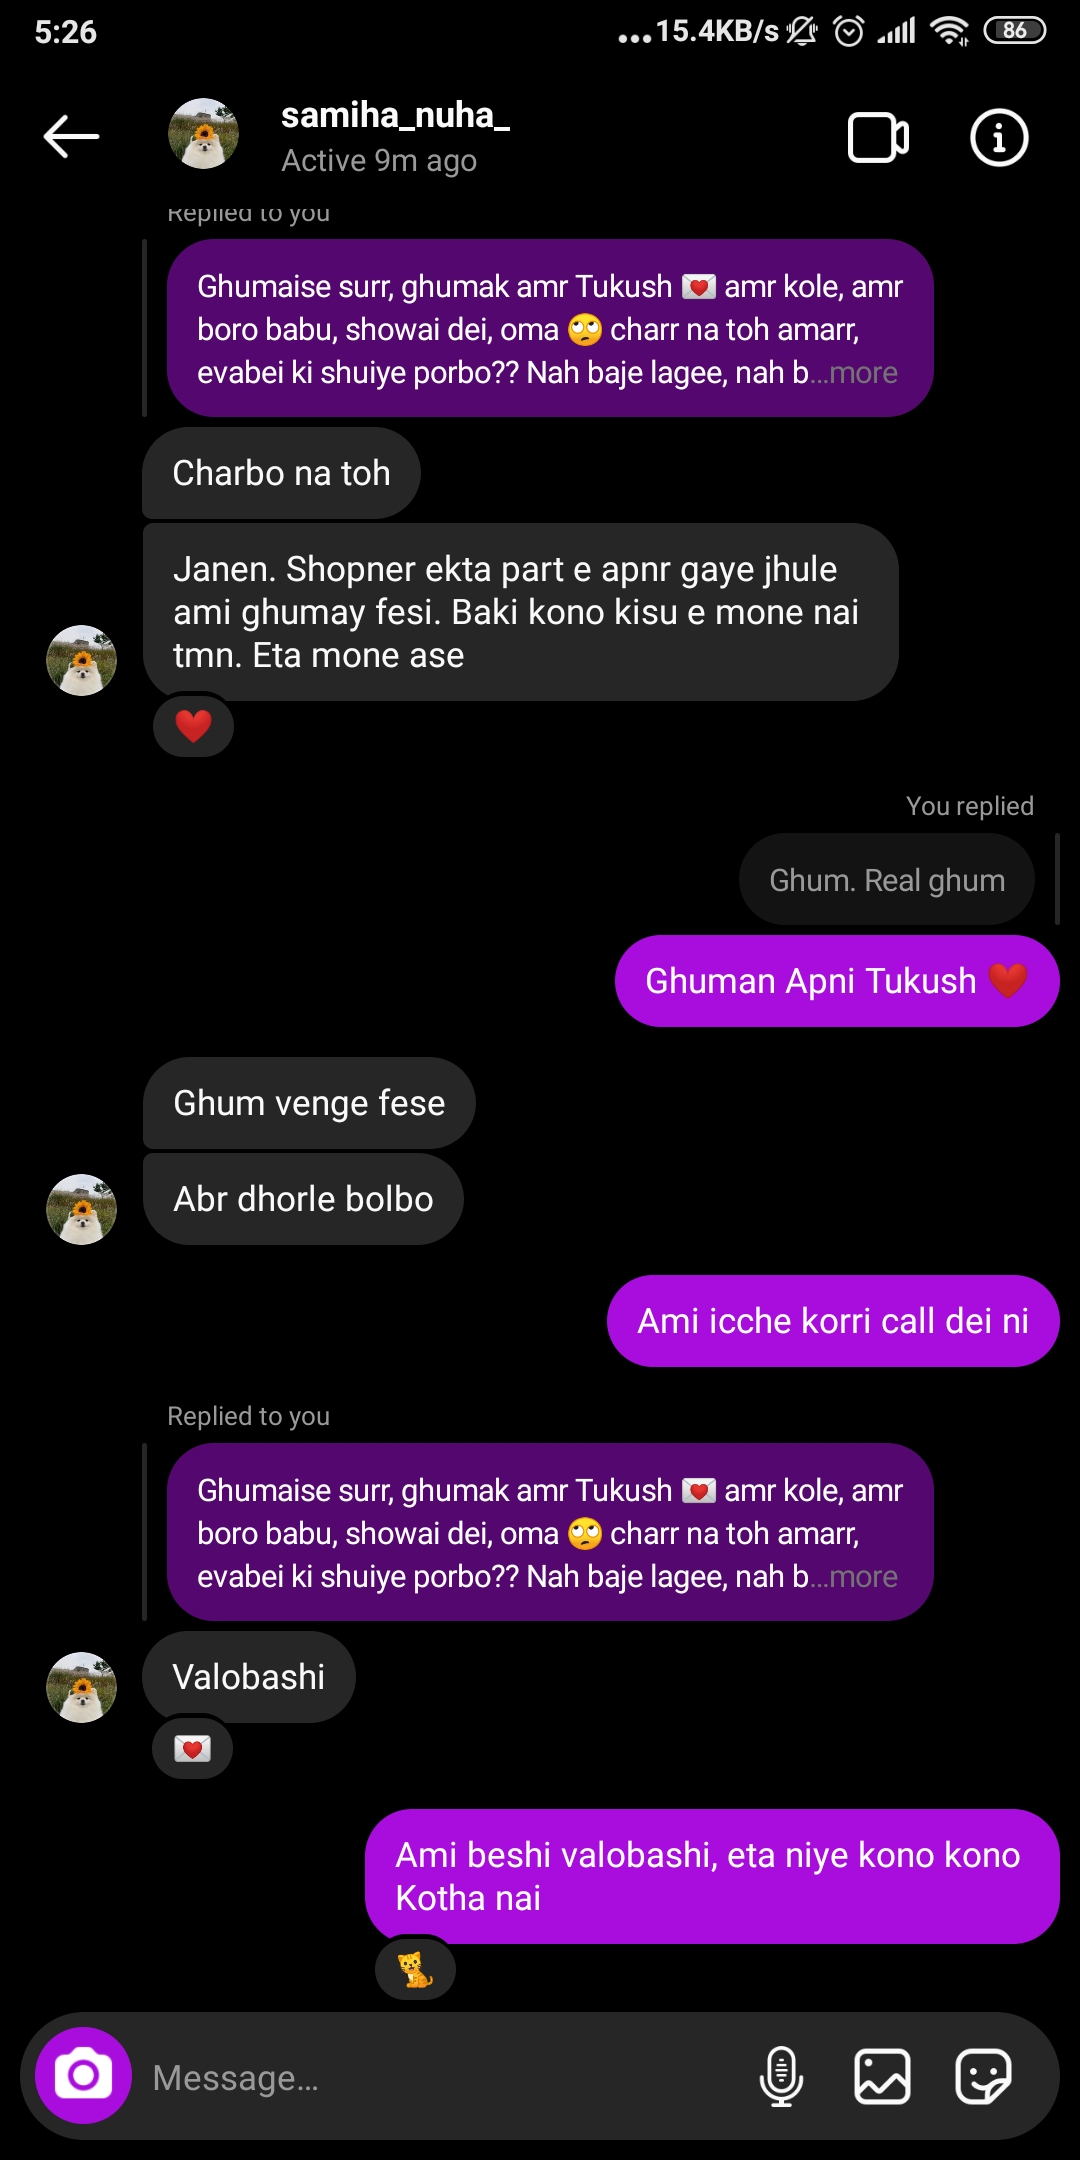 5:26
...15.4KB/s
86
samiha_nuha_
Active 9m ago
Replied to you
Ghumaise surr, ghumak amr Tukush 💌 amr kole, amr
boro babu, showai dei, oma 🙄 charr na toh amarr,
evabei ki shuiye porbo?? Nah baje lagee, nah b...more
Charbo na toh
Janen. Shopner ekta part e apnr gaye jhule
ami ghumay fesi. Baki kono kisu e mone nai
tmn. Eta mone ase
❤️
You replied
Ghum. Real ghum
Ghuman Apni Tukush ❤️
Ghum venge fese
Abr dhorle bolbo
Ami icche korri call dei ni
Replied to you
Ghumaise surr, ghumak amr Tukush 💌 amr kole, amr
boro babu, showai dei, oma 🙄 charr na toh amarr,
evabei ki shuiye porbo?? Nah baje lagee, nah b...more
Valobashi
💌
Ami beshi valobashi, eta niye kono kono
Kotha nai
🐈
Message...